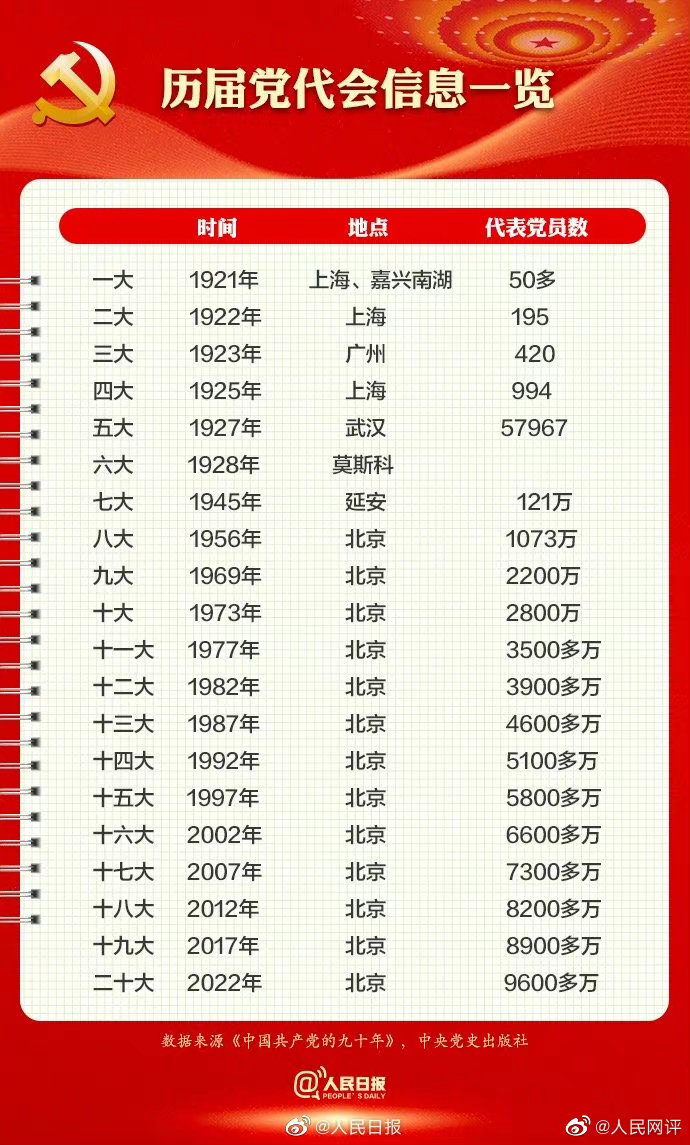 历届党代会信息一览
时间 地点 代表党员数
一大 1921年 上海、嘉兴南湖 50多
二大 1922年 上海 195
三大 1923年 广州 420
四大 1925年 上海 994
五大 1927年 武汉 57967
六大 1928年 莫斯科
七大 1945年 延安 121万
八大 1956年 北京 1073万
九大 1969年 北京 2200万
十大 1973年 北京 2800万
十一大 1977年 北京 3500多万
十二大 1982年 北京 3900多万
十三大 1987年 北京 4600多万
十四大 1992年 北京 5100多万
十五大 1997年 北京 5800多万
十六大 2002年 北京 6600多万
十七大 2007年 北京 7300多万
十八大 2012年 北京 8200多万
十九大 2017年 北京 8900多万
二十大 2022年 北京 9600多万
数据来源《中国共产党的九十年》，中央党史出版社
@人民日报
PEOPLE'S DAILY
@人民日报 @人民网评